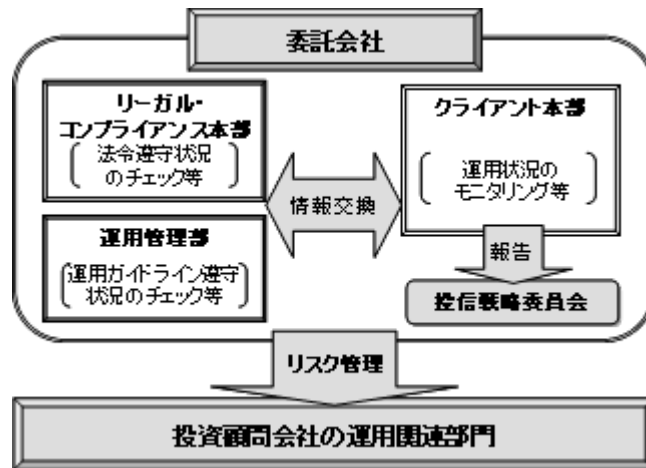 委託会社
リーガル・
コンプライアンス本部
法令遵守状況
のチェック等
運用管理部
運用ガイドライン遵守
状況のチェック等
情報交換
クライアント本部
運用状況の
モニタリング等
報告
投信戦略委員会
リスク管理
投資顧問会社の運用関連部門